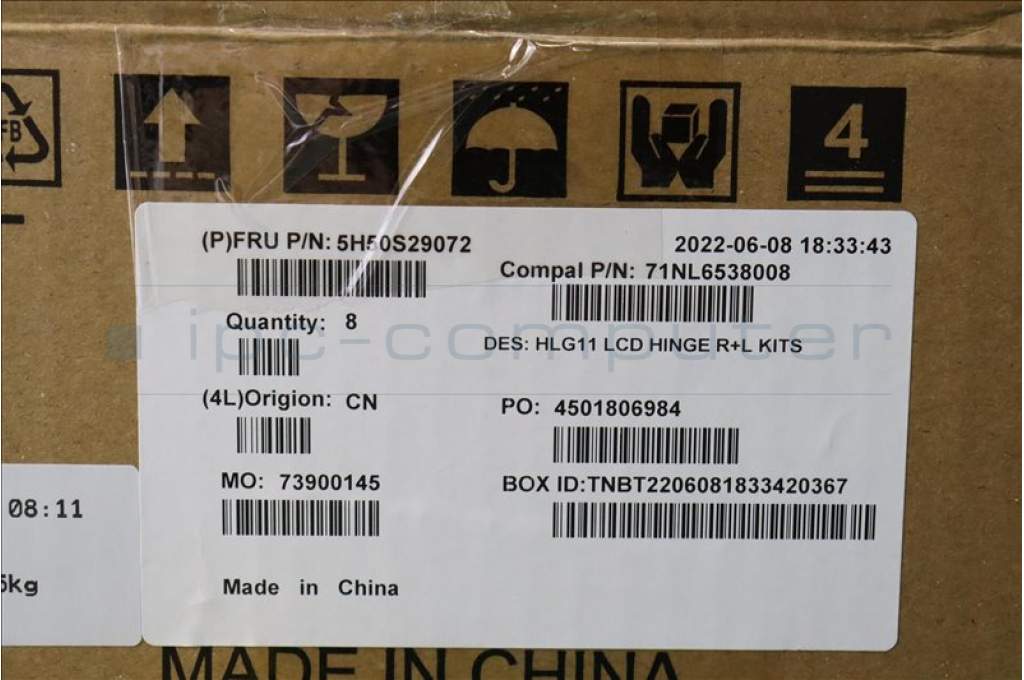 FB
4
(P)FRU P/N: 5H50S29072
2022-06-08 18:33:43
Compal P/N: 71NL6538008
Quantity: 8
ipc-computer
DES: HLG11 LCD HINGE R+L KITS
(4L)Origion: CN
PO: 4501806984
MO: 73900145
BOX ID:TNBT2206081833420367
08:11
kg
Made in China
MADE IN CHINA